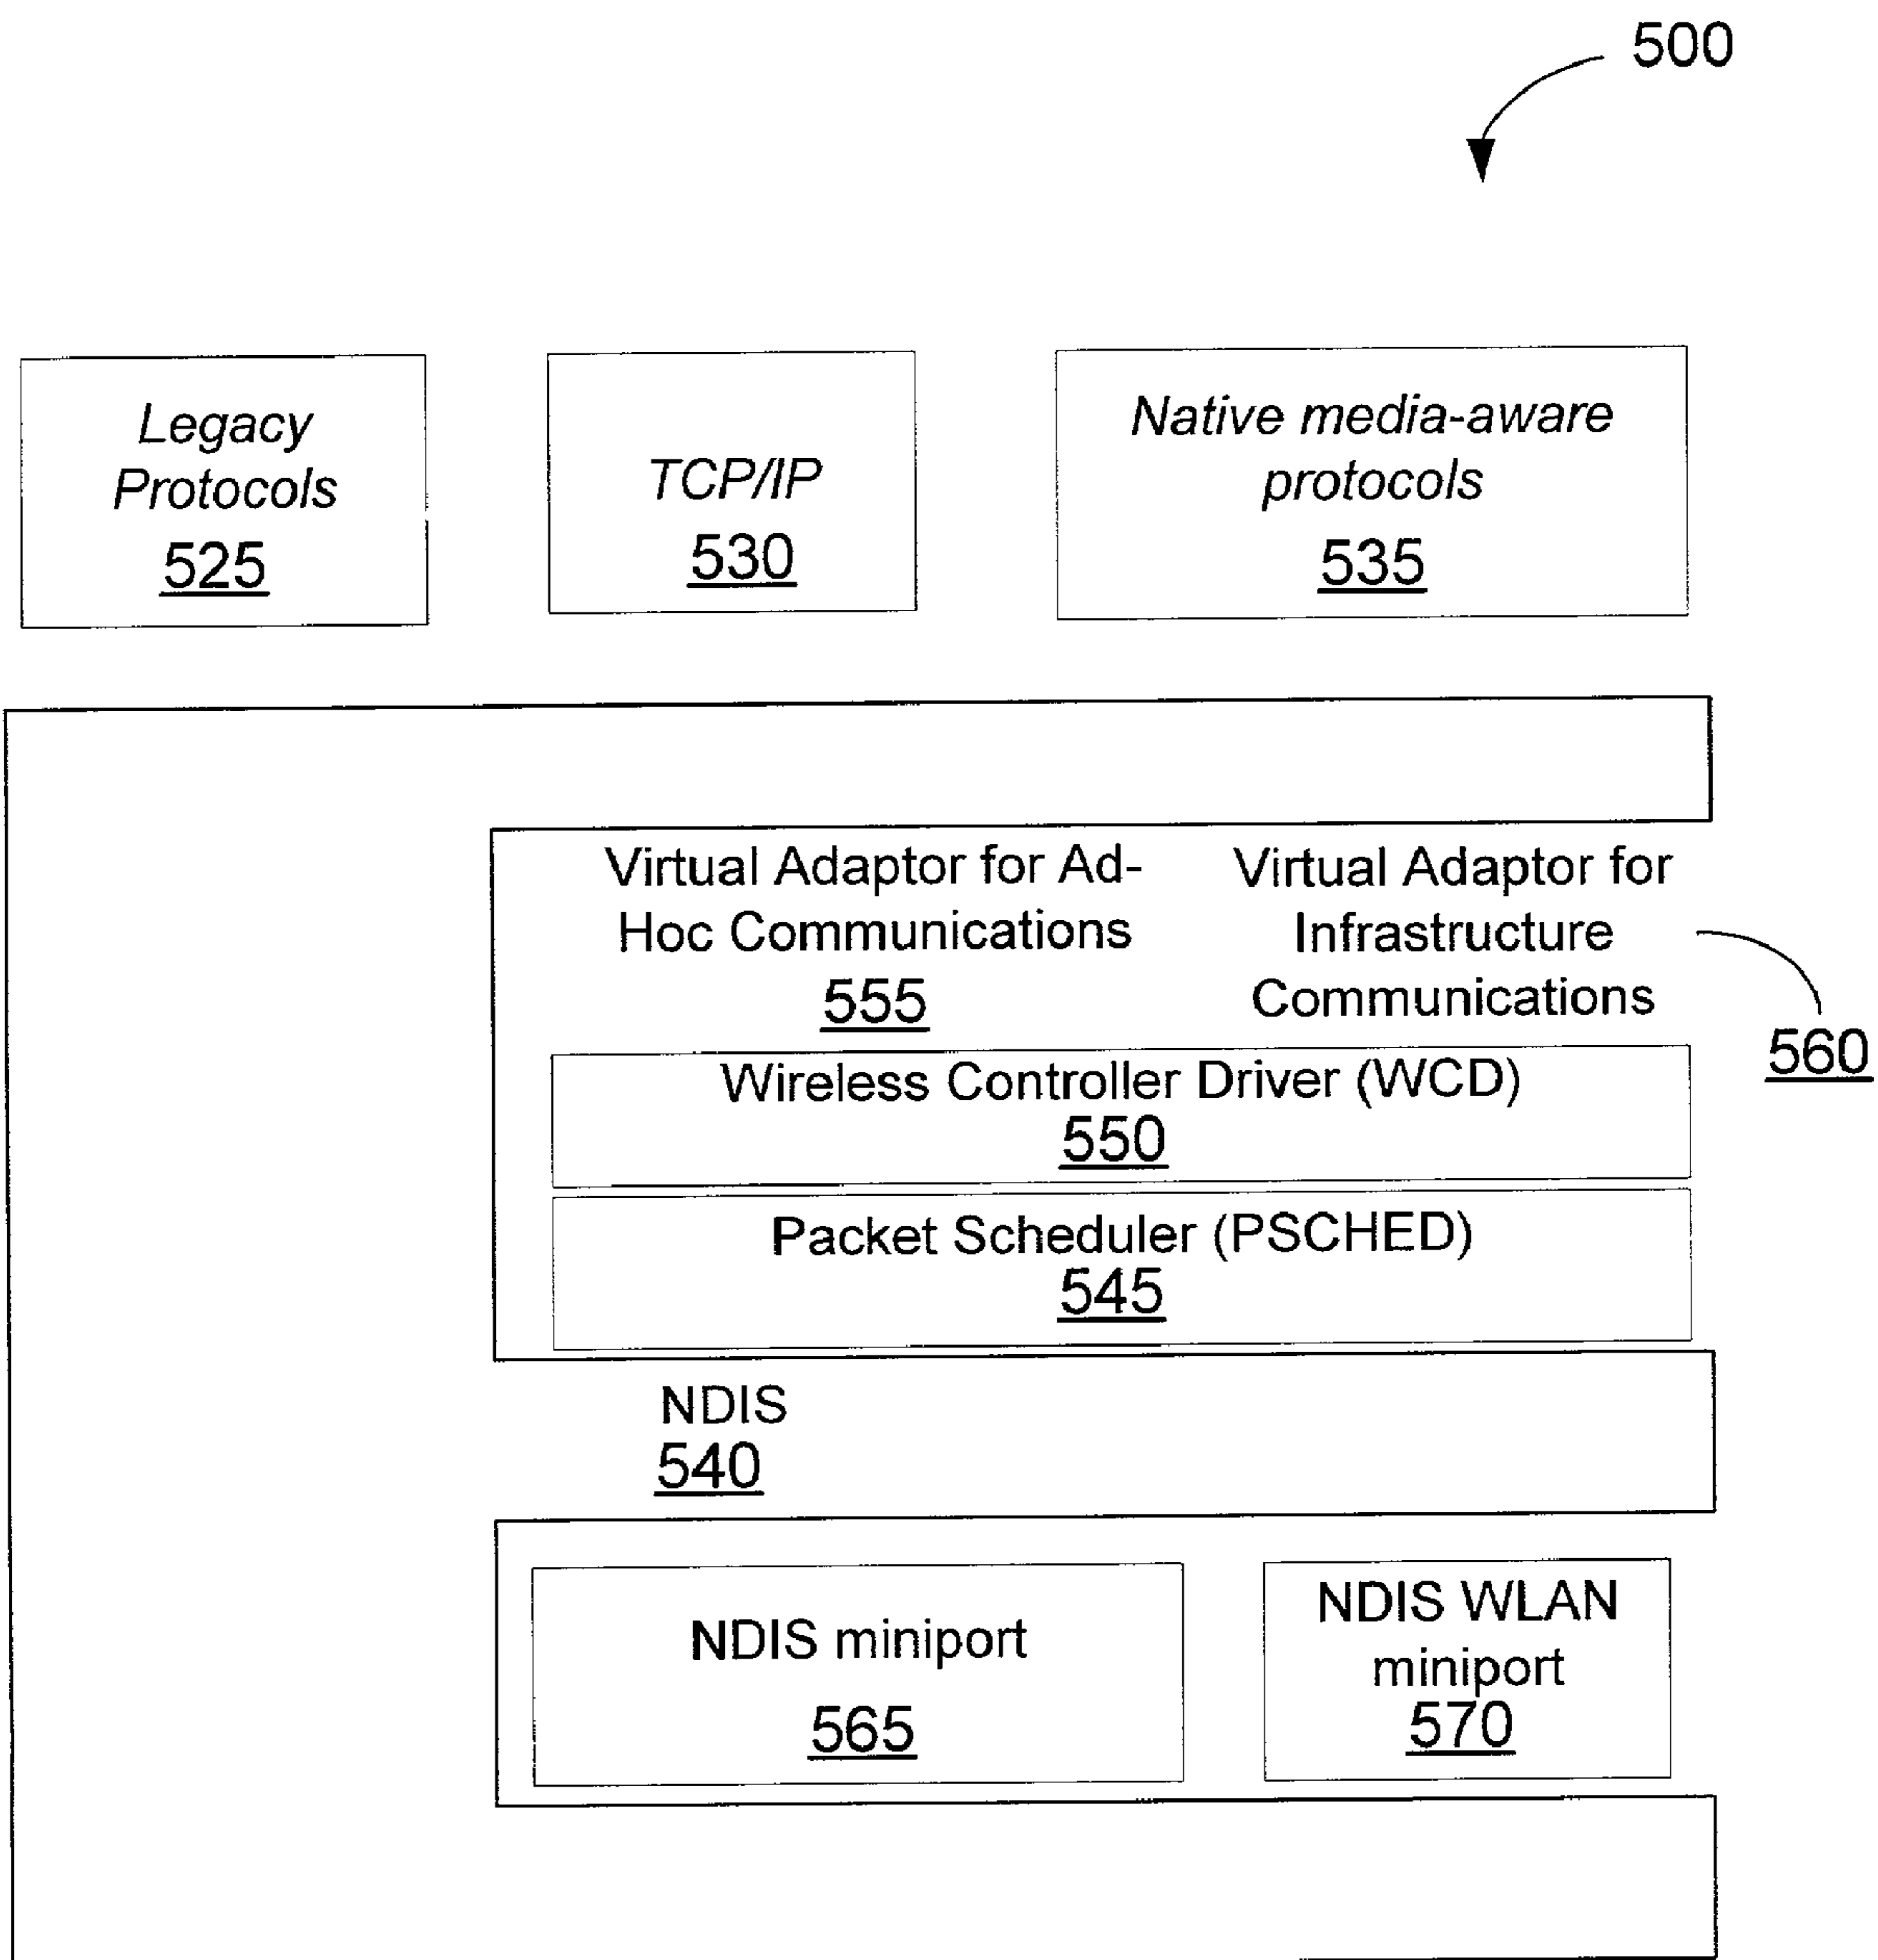 500
Legacy
Protocols
525
TCP/IP
530
Native media-aware
protocols
535
Virtual Adaptor for Ad-
Hoc Communications
555
Virtual Adaptor for
Infrastructure
Communications
560
Wireless Controller Driver (WCD)
550
Packet Scheduler (PSCHED)
545
NDIS
540
NDIS miniport
565
NDIS WLAN
miniport
570